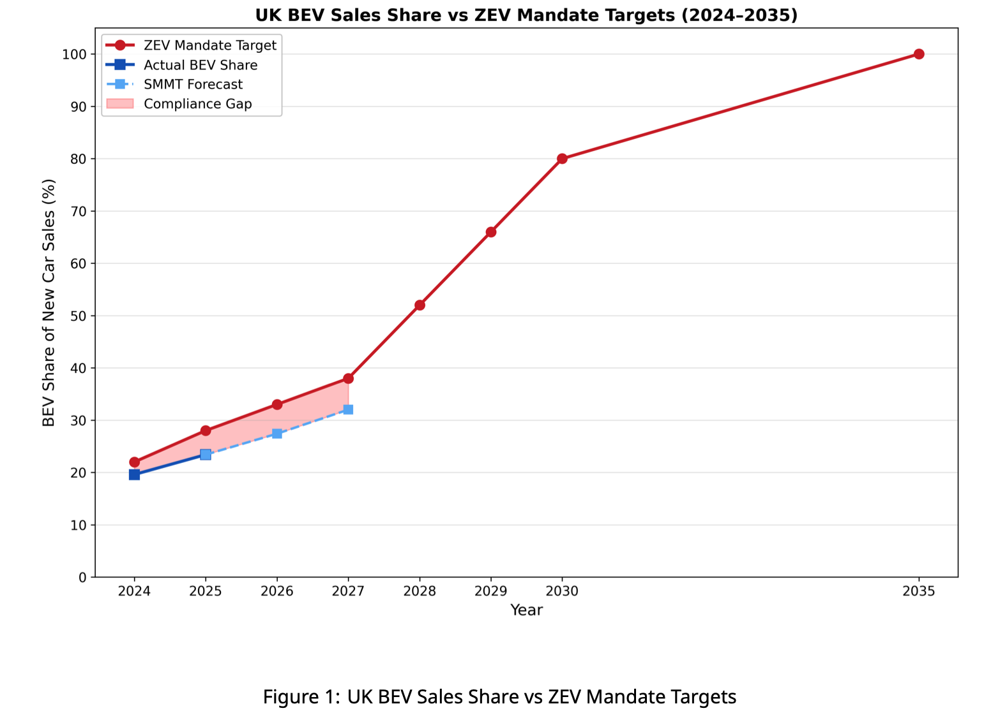 UK BEV Sales Share vs ZEV Mandate Targets (2024–2035)
ZEV Mandate Target
Actual BEV Share
SMMT Forecast
Compliance Gap
BEV Share of New Car Sales (%)
100
90
80
70
60
50
40
30
20
10
0
2024 2025 2026 2027 2028 2029 2030 2035
Year
Figure 1: UK BEV Sales Share vs ZEV Mandate Targets